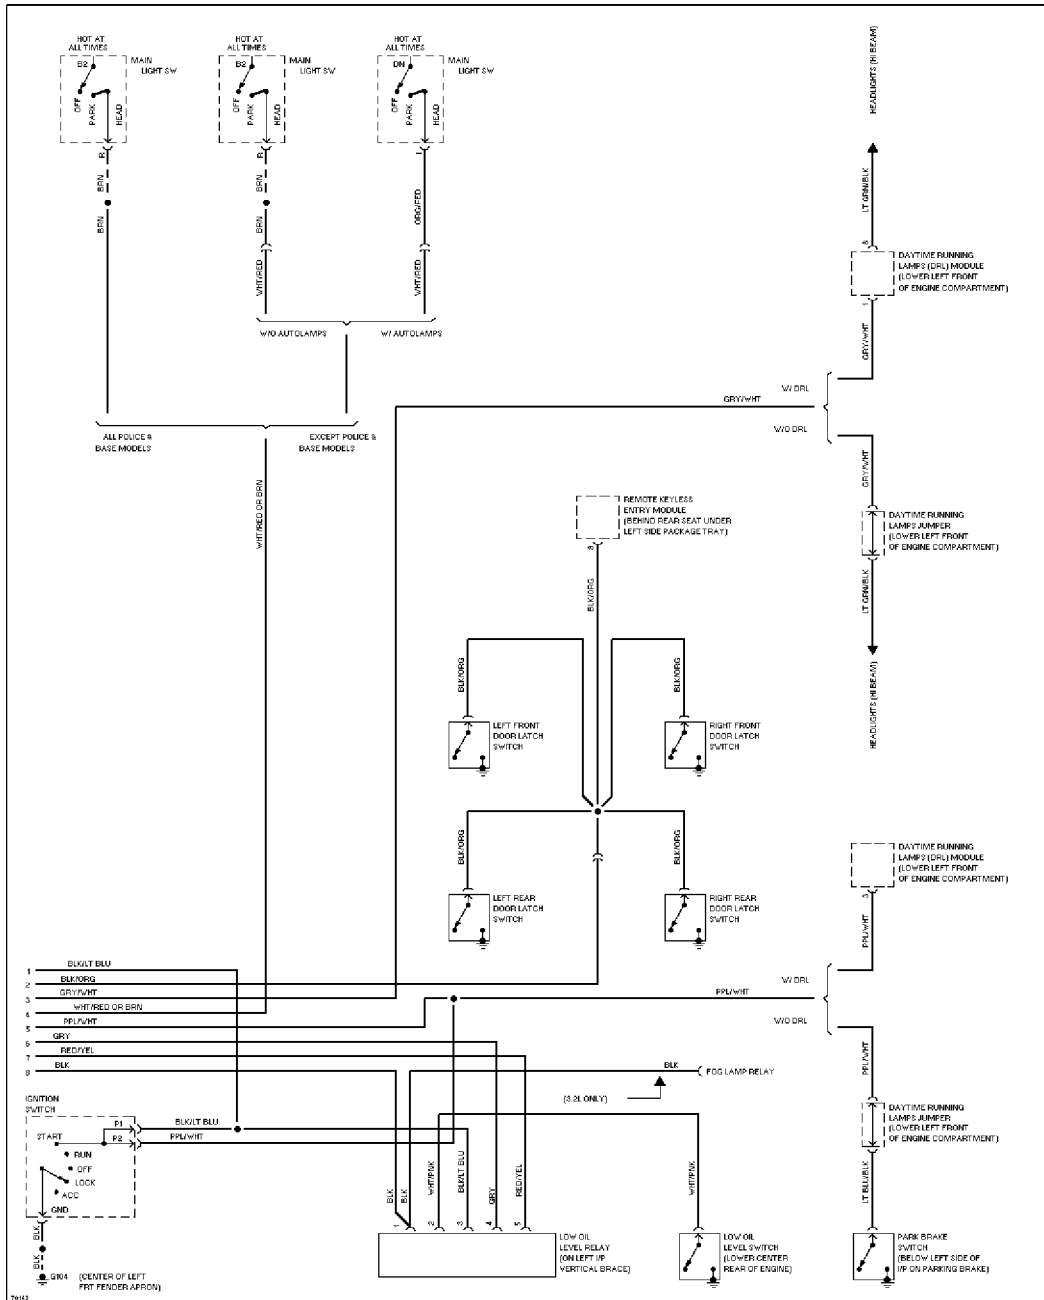 HOT AT
ALL TIMES
B2
MAIN
LIGHT SW
OFF
PARK
HEAD
R
BRN
BRN
HOT AT
ALL TIMES
B2
MAIN
LIGHT SW
OFF
PARK
HEAD
R
BRN
BRN
WHT/RED
HOT AT
ALL TIMES
DN
MAIN
LIGHT SW
OFF
PARK
HEAD
I
ORG/RED
WHT/RED
W/O AUTOLAMPS
W/ AUTOLAMPS
ALL POLICE &
BASE MODELS
EXCEPT POLICE &
BASE MODELS
WHT/RED OR BRN
HEADLIGHTS (HI BEAM)
LT GRN/BLK
DAYTIME RUNNING
LAMPS (DRL) MODULE
(LOWER LEFT FRONT
OF ENGINE COMPARTMENT)
1
GRY/WHT
W/ DRL
GRY/WHT
W/O DRL
GRY/WHT
DAYTIME RUNNING
LAMPS JUMPER
(LOWER LEFT FRONT
OF ENGINE COMPARTMENT)
LT GRN/BLK
HEADLIGHTS (HI BEAM)
REMOTE KEYLESS
ENTRY MODULE
(BEHIND REAR SEAT UNDER
LEFT SIDE PACKAGE TRAY)
BLK/ORG
BLK/ORG
BLK/ORG
LEFT FRONT
DOOR LATCH
SWITCH
RIGHT FRONT
DOOR LATCH
SWITCH
BLK/ORG
BLK/ORG
LEFT REAR
DOOR LATCH
SWITCH
RIGHT REAR
DOOR LATCH
SWITCH
DAYTIME RUNNING
LAMPS (DRL) MODULE
(LOWER LEFT FRONT
OF ENGINE COMPARTMENT)
3
PPL/WHT
W/ DRL
PPL/WHT
W/O DRL
PPL/WHT
DAYTIME RUNNING
LAMPS JUMPER
(LOWER LEFT FRONT
OF ENGINE COMPARTMENT)
LT BLU/BLK
PARK BRAKE
SWITCH
(BELOW LEFT SIDE OF
I/P ON PARKING BRAKE)
1 BLK/LT BLU
2 BLK/ORG
3 GRY/WHT
4 WHT/RED OR BRN
5 PPL/WHT
6 GRY
7 RED/YEL
8 BLK
BLK
FOG LAMP RELAY
(3.2L ONLY)
IGNITION
SWITCH
P1
BLK/LT BLU
START
P2
PPL/WHT
RUN
OFF
LOCK
ACC
GND
BLK
BLK
G104
(CENTER OF LEFT
FRT FENDER APRON)
BLK
BLK
WHT/PNK
BLK/LT BLU
GRY
RED/YEL
1
2
3
4
5
LOW OIL
LEVEL RELAY
(ON LEFT I/P
VERTICAL BRACE)
WHT/PNK
LOW OIL
LEVEL SWITCH
(LOWER CENTER
REAR OF ENGINE)